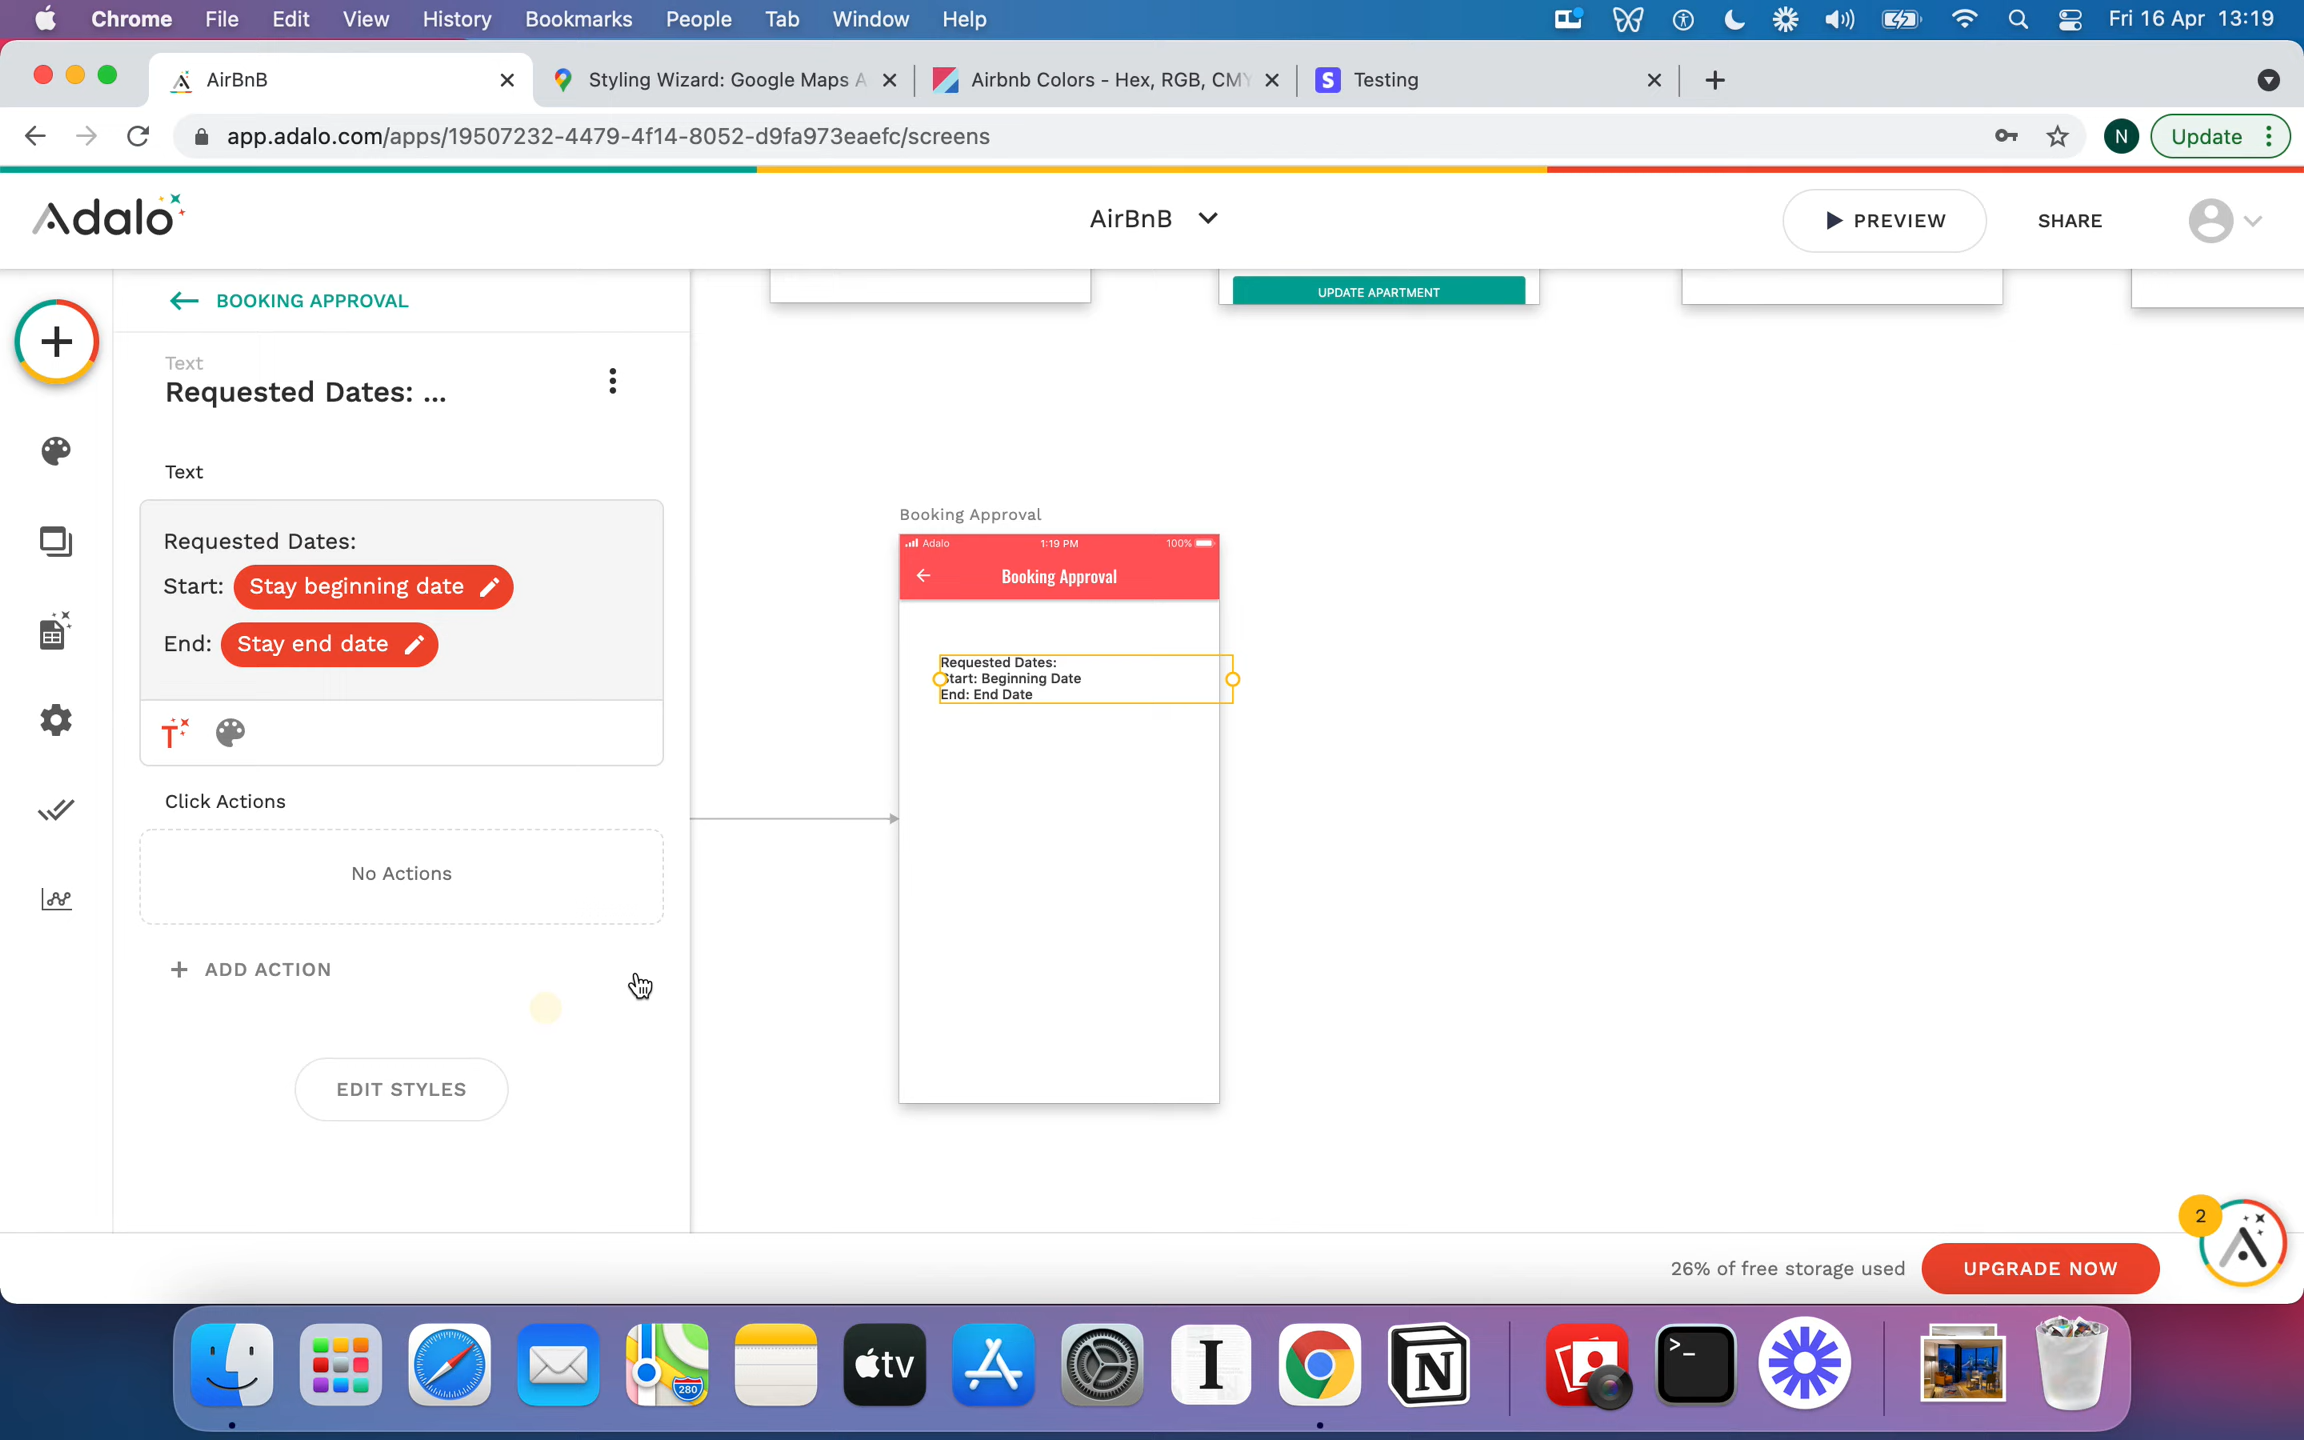 Chrome File Edit View History Bookmarks People Tab Window Help Fri 16 Apr 13:19
AirBnB Styling Wizard: Google Maps A Airbnb Colors - Hex, RGB, CMY Testing
app.adalo.com/apps/19507232-4479-4f14-8052-d9fa973eaefc/screens N Update
Adalo AirBnB PREVIEW SHARE
BOOKING APPROVAL
UPDATE APARTMENT
Text
Requested Dates: ...
Text
Requested Dates:
Start: Stay beginning date
End: Stay end date
T
Click Actions
No Actions
ADD ACTION
EDIT STYLES
Booking Approval
Adalo 1:19 PM 100%
Booking Approval
Requested Dates:
Start: Beginning Date
End: End Date
2
26% of free storage used UPGRADE NOW
280 tv I N >_